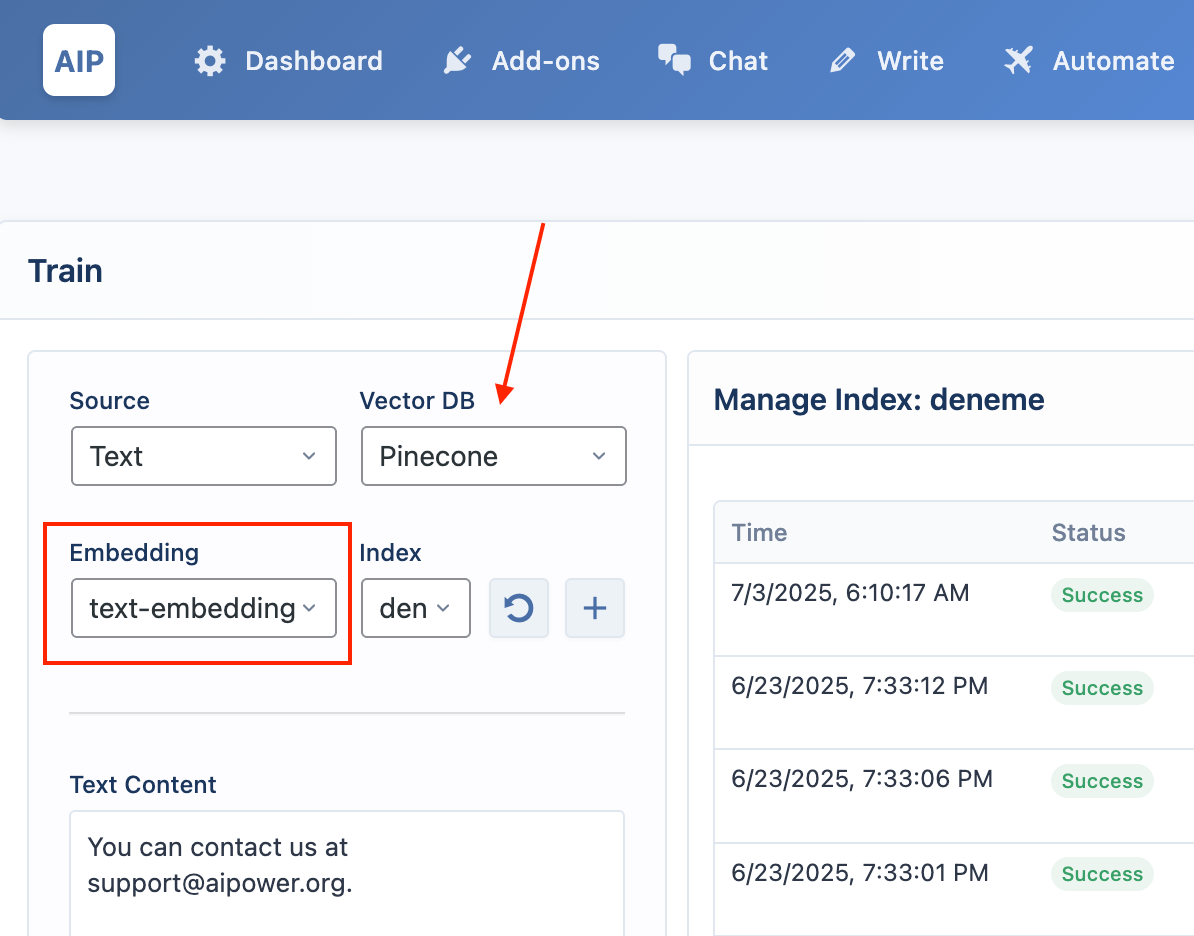 AIP
Dashboard
Add-ons
Chat
Write
Automate
Train
Source
Vector DB
Text
Pinecone
Embedding
Index
text-embedding
den
Text Content
You can contact us at
support@aipower.org.
Manage Index: deneme
Time Status
7/3/2025, 6:10:17 AM Success
6/23/2025, 7:33:12 PM Success
6/23/2025, 7:33:06 PM Success
6/23/2025, 7:33:01 PM Success